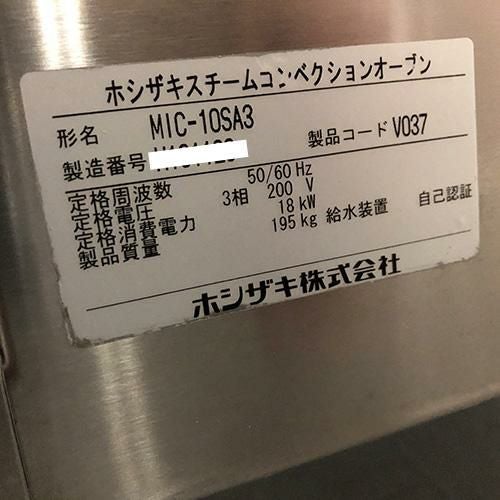 ホシザキスチームコンベクションオーブン
形名 MIC-10SA3
製造番号 製品コード V037
定格周波数 50/60 Hz
定格電圧 3相 200 V
定格消費電力 18 kW
製品質量 195 kg 給水装置 自己認証
ホシザキ株式会社